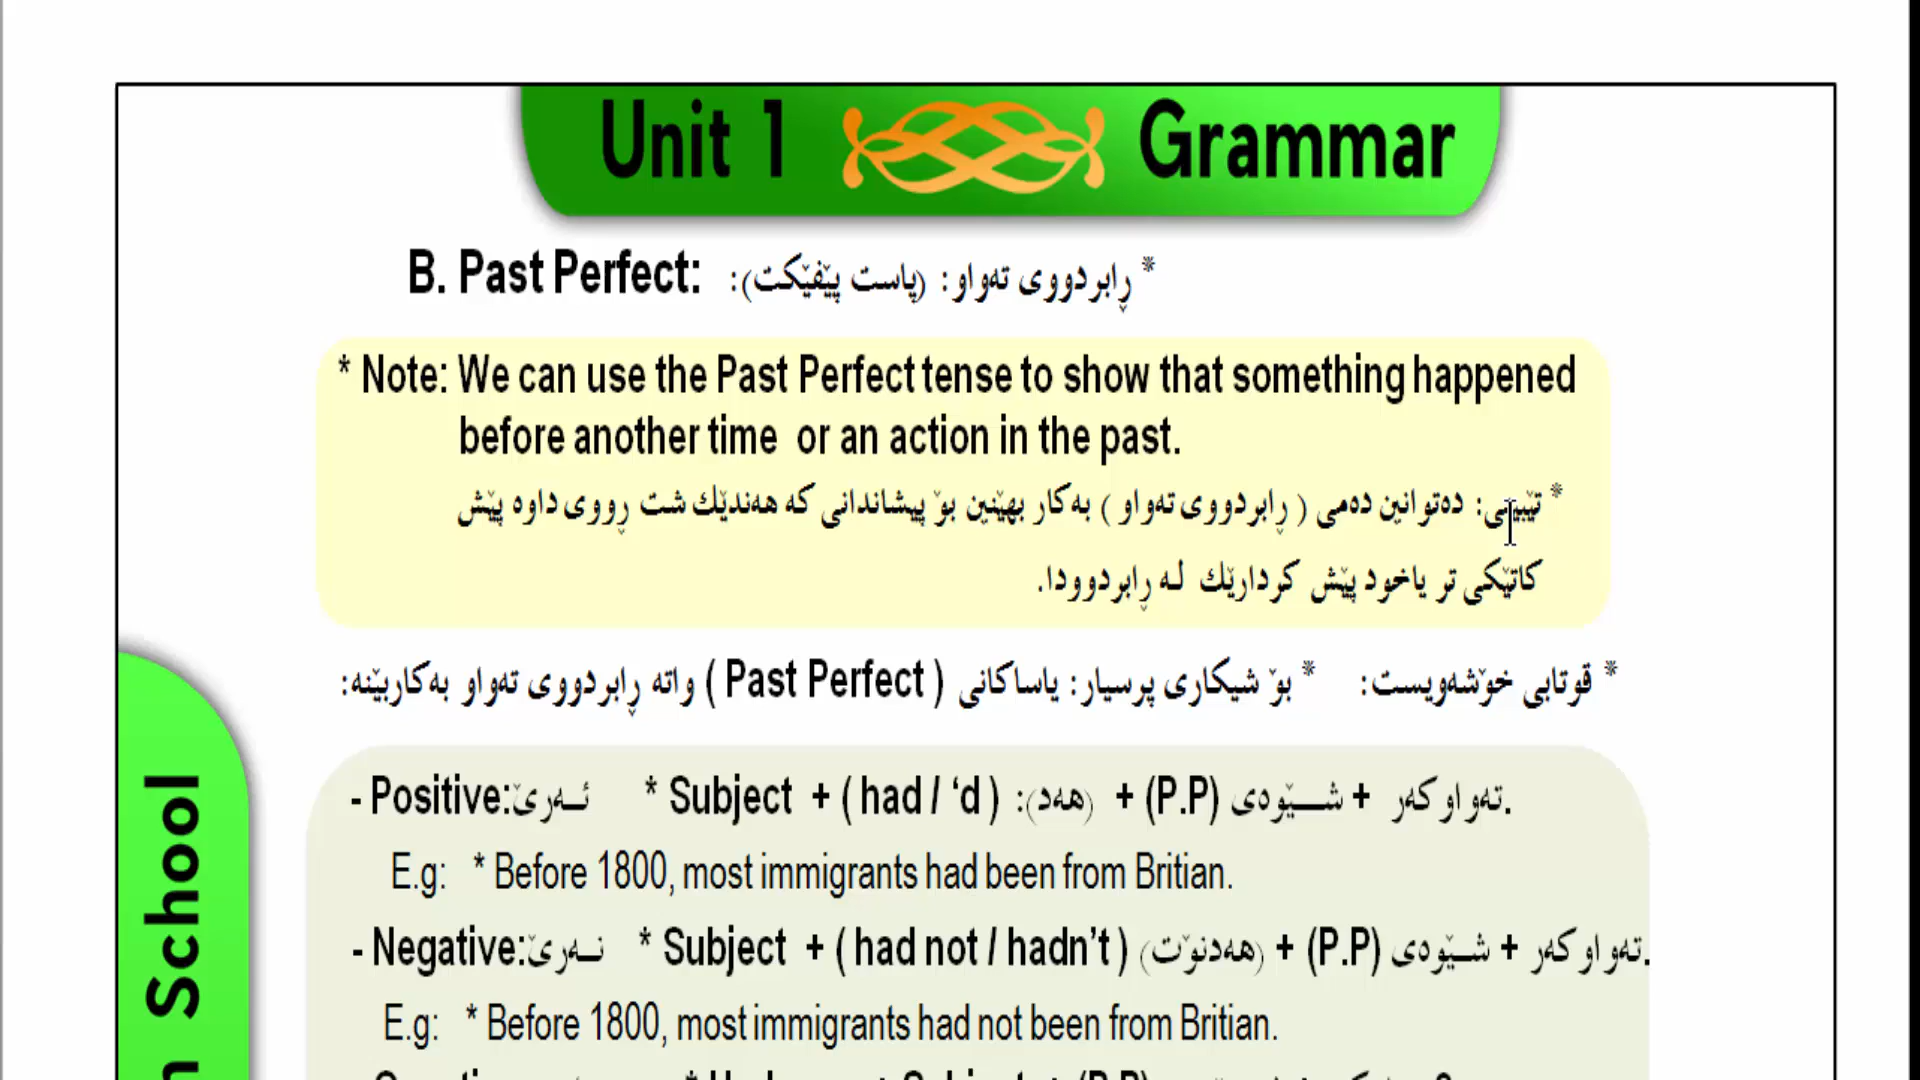 Unit 1 Grammar
B. Past Perfect: * ڕابردووی تەواو: (پاست پێفێکت):
* Note: We can use the Past Perfect tense to show that something happened
before another time or an action in the past.
* تێبینی: دەتوانین دەمی ( ڕابردووی تەواو ) بەکار بهێنین بۆ پیشاندانی کە هەندێك شت ڕووی داوە پێش
کاتێکی تر یاخود پێش کردارێك لە ڕابردوودا.
* قوتابی خۆشەویست: * بۆ شیکاری پرسیار: یاساکانی ( Past Perfect ) واتە ڕابردووی تەواو بەکاربێنە:
- Positive: ئـەرێ * Subject + ( had / ‘d ) :(هەد) + (P.P) شـێوەی + تەواوکەر.
E.g: * Before 1800, most immigrants had been from Britian.
- Negative: نـەرێ * Subject + ( had not / hadn’t ) (هەدنۆت) + (P.P) شـێوەی + تەواوکەر.
E.g: * Before 1800, most immigrants had not been from Britian.
School